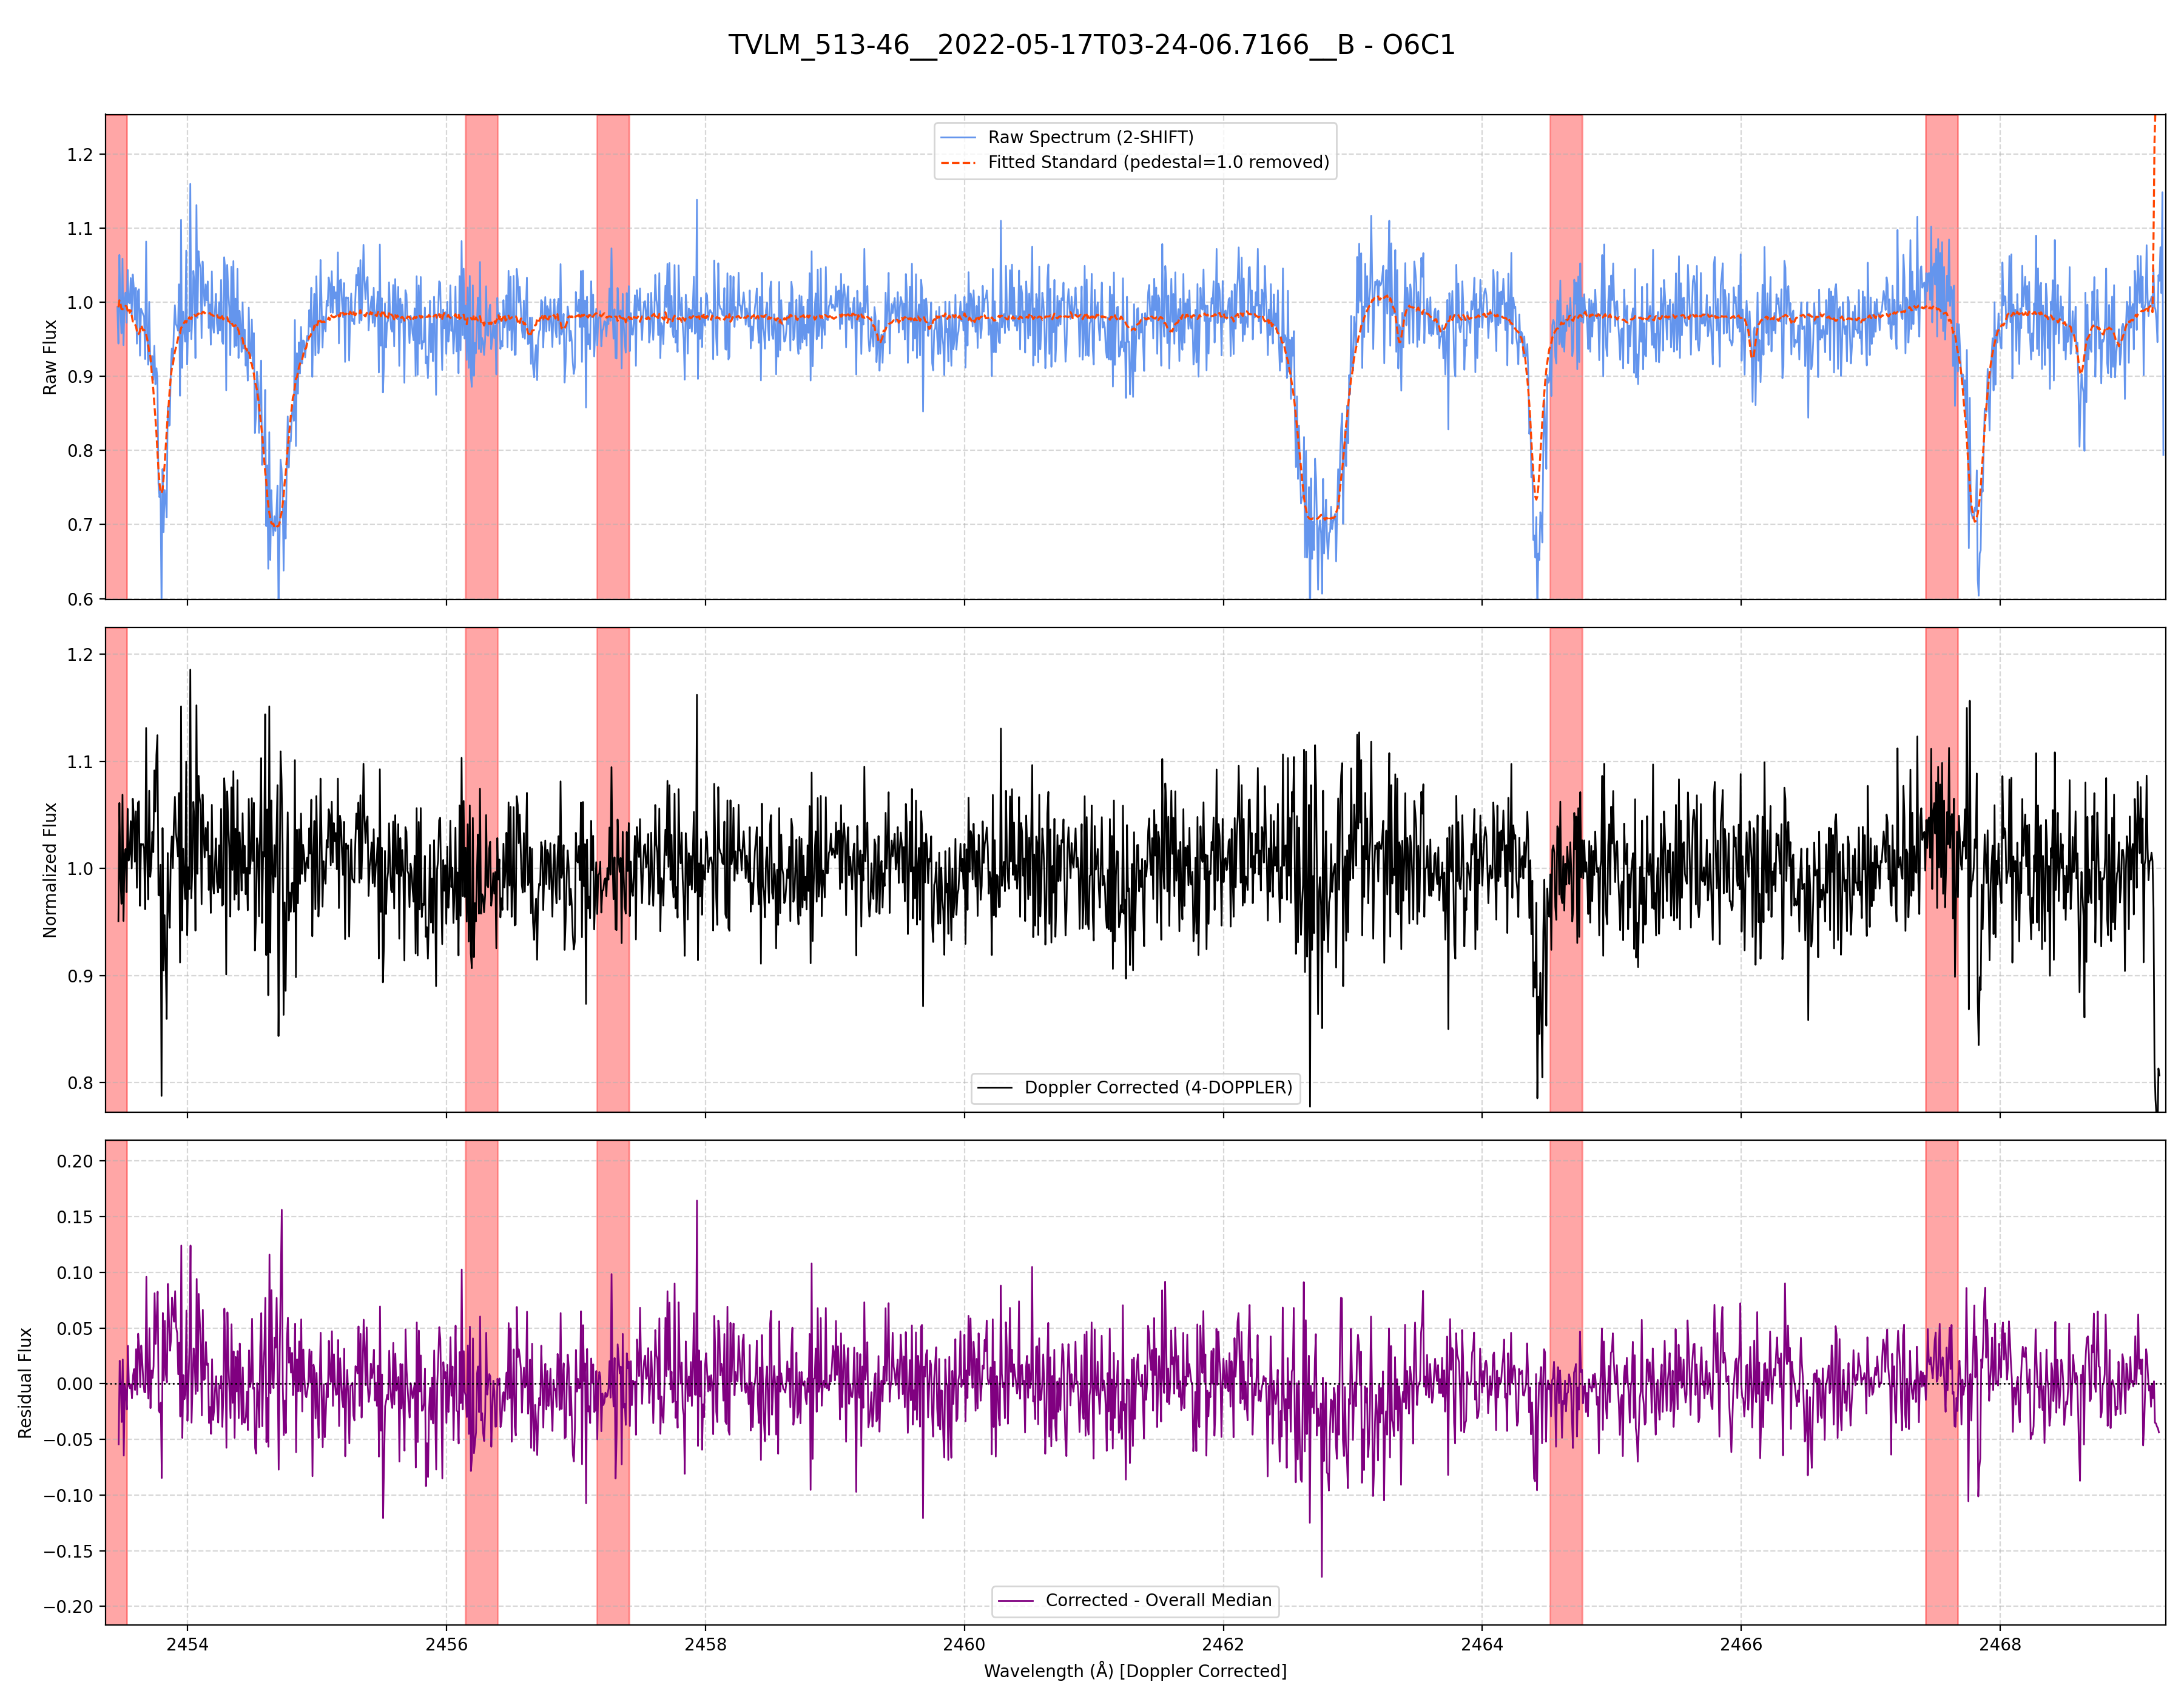 TVLM_513-46__2022-05-17T03-24-06.7166__B - O6C1
Raw Spectrum (2-SHIFT)
Fitted Standard (pedestal=1.0 removed)
Raw Flux
1.2
1.1
1.0
0.9
0.8
0.7
0.6
Normalized Flux
1.2
1.1
1.0
0.9
0.8
Doppler Corrected (4-DOPPLER)
Residual Flux
0.20
0.15
0.10
0.05
0.00
−0.05
−0.10
−0.15
−0.20
Corrected - Overall Median
2454 2456 2458 2460 2462 2464 2466 2468
Wavelength (Å) [Doppler Corrected]